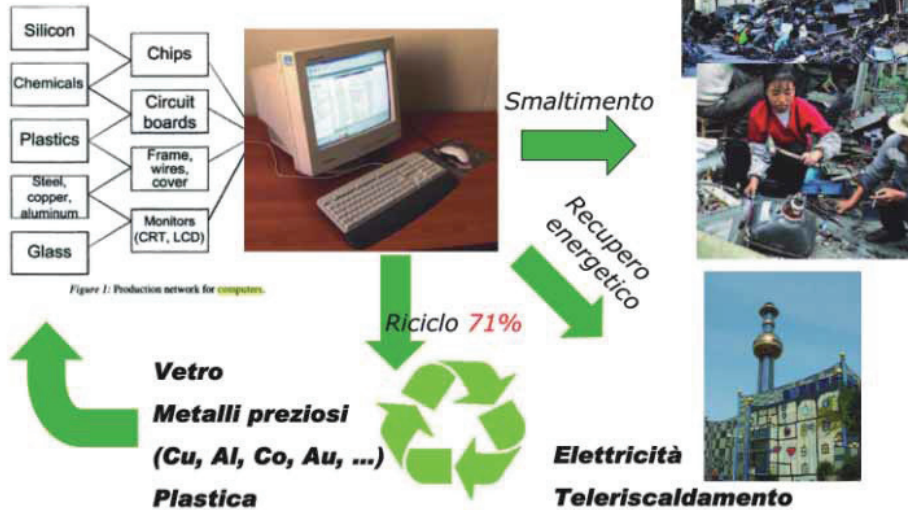 Silicon
Chemicals
Plastics
Steel,
copper,
aluminum
Glass
Chips
Circuit
boards
Frame,
wires,
cover
Monitors
(CRT, LCD)
Figure 1: Production network for computers.
Smaltimento
Recupero
energetico
Riciclo 71%
Vetro
Metalli preziosi
(Cu, Al, Co, Au, ...)
Plastica
Elettricità
Teleriscaldamento